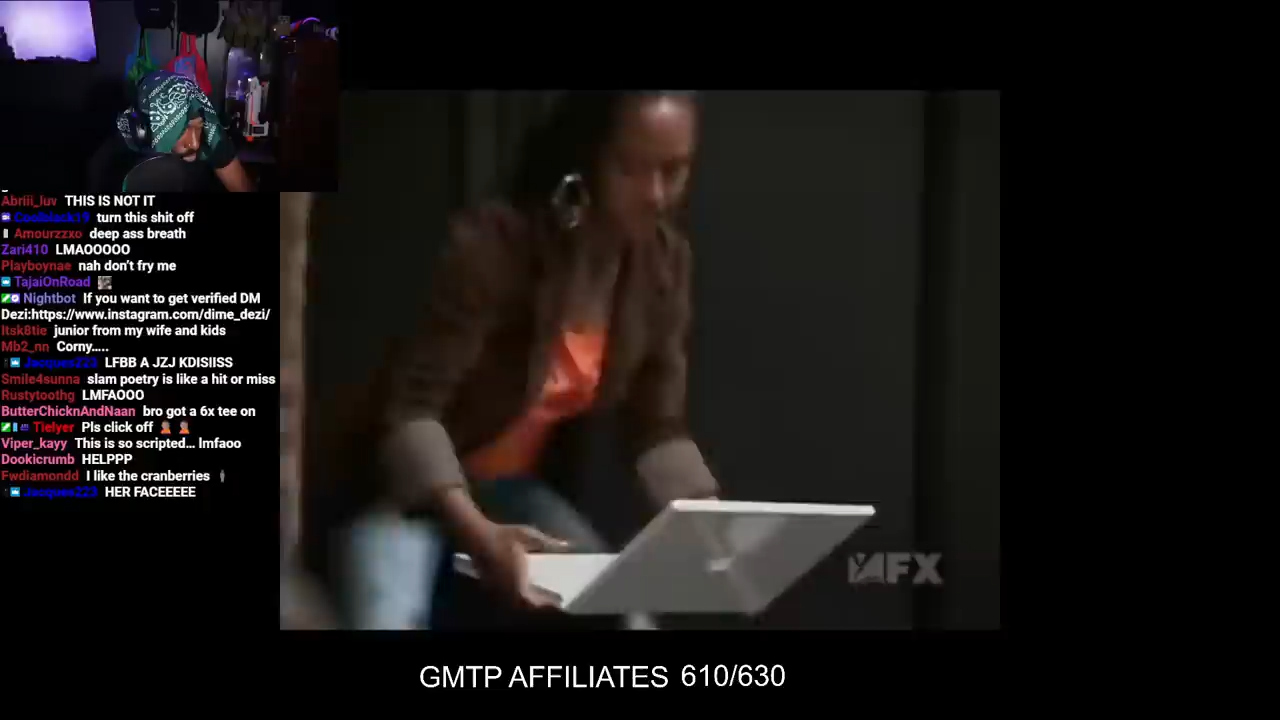 Abriii_luv THIS IS NOT IT
Coolblack19 turn this shit off
Amourzzxo deep ass breath
Zari410 LMAOOOOO
Playboynae nah don't fry me
TajaiOnRoad
Nightbot If you want to get verified DM
Dezi:https://www.instagram.com/dime_dezi/
Itsk8tie junior from my wife and kids
Mb2_nn Corny.....
Jacques223 LFBB A JZJ KDISIISS
Smile4sunna slam poetry is like a hit or miss
Rustytoothg LMFAOOO
ButterChicknAndNaan bro got a 6x tee on
Tielyer Pls click off
Viper_kayy This is so scripted... lmfaoo
Dookicrumb HELPPP
Fwdiamondd I like the cranberries
Jacques223 HER FACEEEEE
FX
GMTP AFFILIATES 610/630